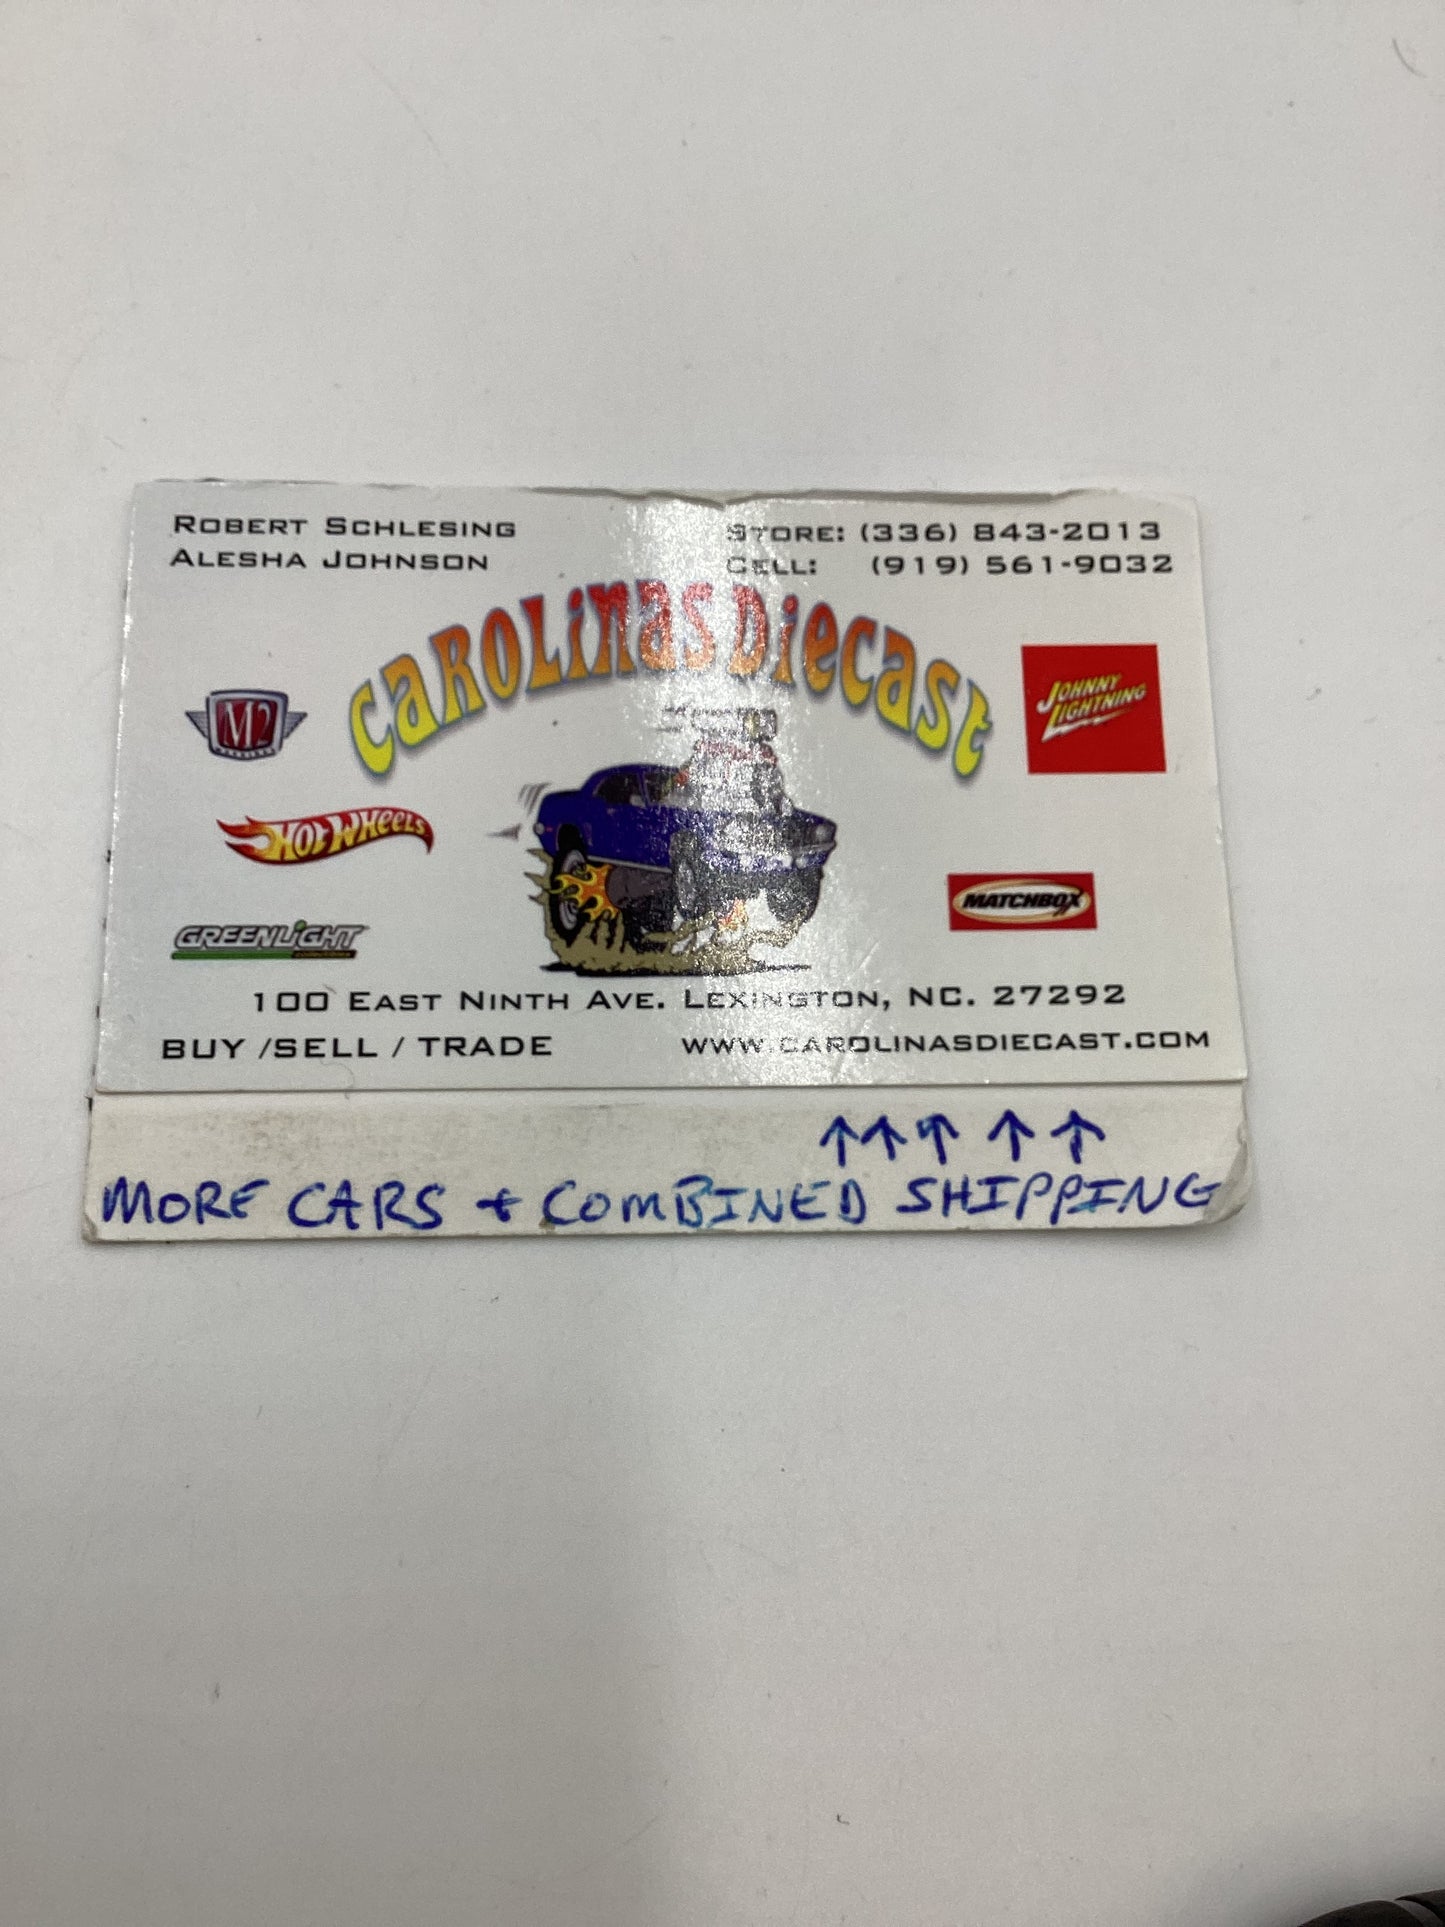 ROBERT SCHLESING
ALESHA JOHNSON
STORE: (336) 843-2013
CELL: (919) 561-9032
CAROLINAS DIECAST
M2
JOHNNY
LIGHTNING
HOT WHEELS
MATCHBOX
GREENLIGHT
100 EAST NINTH AVE. LEXINGTON, NC. 27292
BUY /SELL / TRADE
WWW.CAROLINASDIECAST.COM
↑↑↑↑↑
MORE CARS + COMBINED SHIPPING